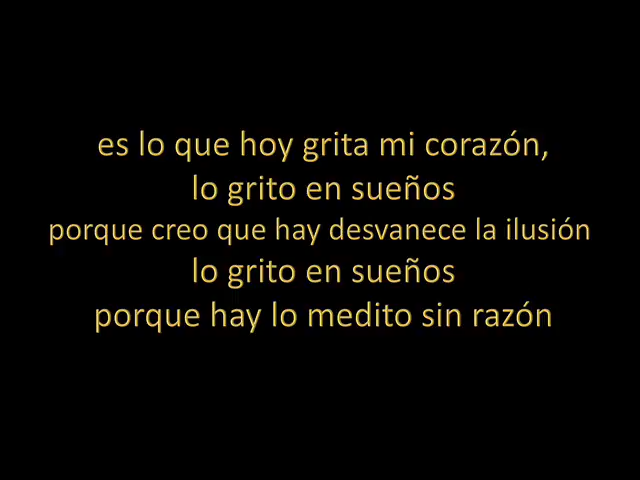 es lo que hoy grita mi corazón,
lo grito en sueños
porque creo que hay desvanece la ilusión
lo grito en sueños
porque hay lo medito sin razón